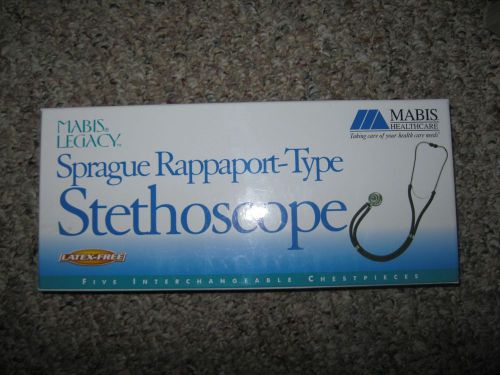 MABIS®
LEGACY™
MABIS
HEALTHCARE
Taking care of your health care needs®
Sprague Rappaport-Type
Stethoscope
LATEX-FREE
FIVE INTERCHANGEABLE CHESTPIECES